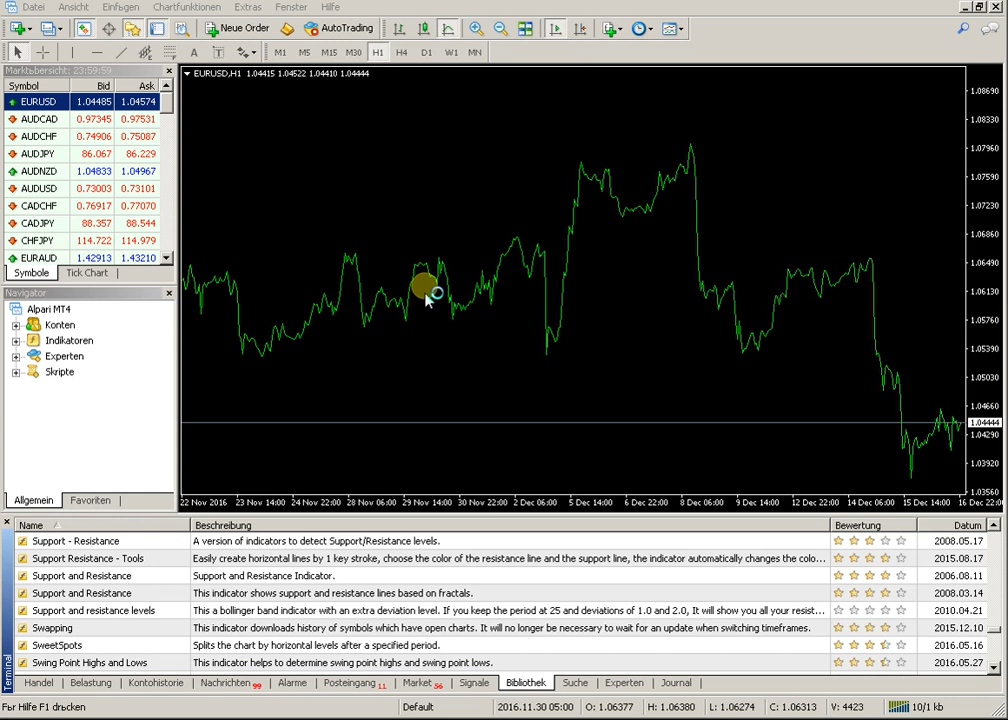 Datei Ansicht Einfьgen Chartfunktionen Extras Fenster Hilfe
Neue Order AutoTrading
A T M1 M5 M15 M30 H1 H4 D1 W1 MN
Marktьbersicht: 23:59:59
Symbol Bid Ask
EURUSD 1.04485 1.04574
AUDCAD 0.97345 0.97531
AUDCHF 0.74906 0.75087
AUDJPY 86.067 86.229
AUDNZD 1.04833 1.04967
AUDUSD 0.73003 0.73101
CADCHF 0.76917 0.77070
CADJPY 88.357 88.544
CHFJPY 114.722 114.979
EURAUD 1.42913 1.43210
Symbole Tick Chart
Navigator
Alpari MT4
Konten
Indikatoren
Experten
Skripte
Allgemein Favoriten
EURUSD,H1 1.04415 1.04522 1.04410 1.04444
1.08690
1.08330
1.07960
1.07590
1.07230
1.06860
1.06490
1.06130
1.05760
1.05390
1.05030
1.04660
1.04444
1.04290
1.03920
1.03560
22 Nov 2016 23 Nov 14:00 24 Nov 22:00 28 Nov 06:00 29 Nov 14:00 30 Nov 22:00 2 Dec 06:00 5 Dec 14:00 6 Dec 22:00 8 Dec 06:00 9 Dec 14:00 12 Dec 22:00 14 Dec 06:00 15 Dec 14:00 16 Dec 22:00
Name Beschreibung Bewertung Datum
Support - Resistance A version of indicators to detect Support/Resistance levels. 2008.05.17
Support Resistance - Tools Easily create horizontal lines by 1 key stroke, choose the color of the resistance line and the support line, the indicator automatically changes the colo... 2015.08.17
Support and Resistance Support and Resistance Indicator. 2006.08.11
Support and Resistance This indicator shows support and resistance lines based on fractals. 2008.03.14
Support and resistance levels This a bollinger band indicator with an extra deviation level. If you keep the period at 25 and deviations of 1.0 and 2.0, It will show you all your resist... 2010.04.21
Swapping This indicator downloads history of symbols which have open charts. It will no longer be necessary to wait for an update when switching timeframes. 2015.12.10
SweetSpots Splits the chart by horizontal levels after a specified period. 2016.05.16
Swing Point Highs and Lows This indicator helps to determine swing point highs and swing point lows. 2016.05.27
Terminal
Handel Belastung Kontohistorie Nachrichten 99 Alarme Posteingang 11 Market 56 Signale Bibliothek Suche Experten Journal
Fьr Hilfe F1 drьcken Default 2016.11.30 05:00 O: 1.06377 H: 1.06380 L: 1.06274 C: 1.06313 V: 4423 10/1 kb